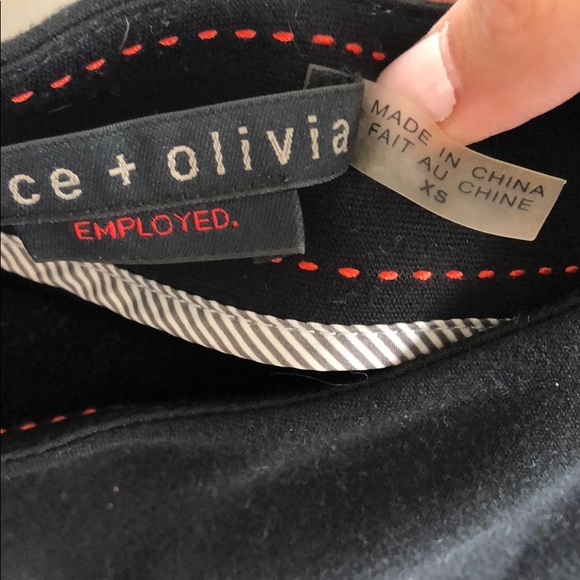 ce + olivia
EMPLOYED.
MADE IN CHINA
FAIT AU CHINE
XS